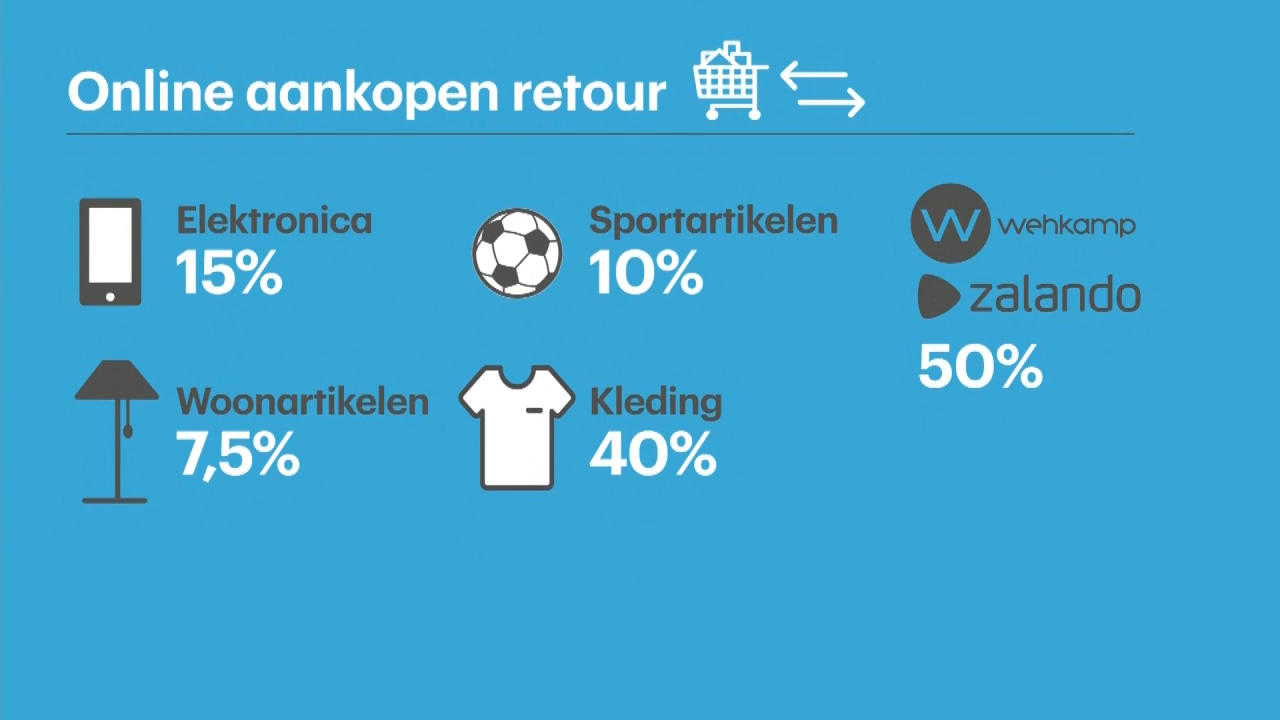 Online aankopen retour
Elektronica
15%
Sportartikelen
10%
Woonartikelen
7,5%
Kleding
40%
w wehkamp
zalando
50%